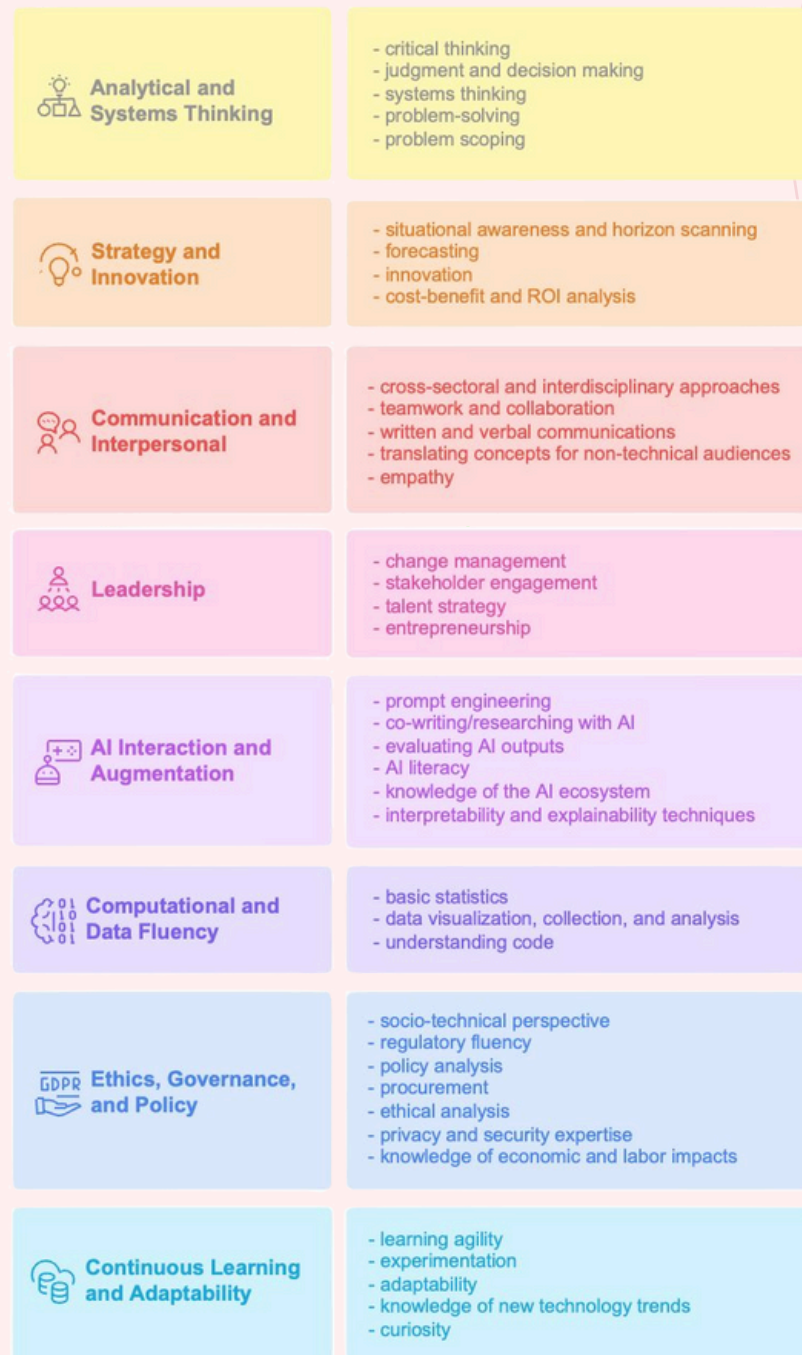 Analytical and
Systems Thinking
- critical thinking
- judgment and decision making
- systems thinking
- problem-solving
- problem scoping
Strategy and
Innovation
- situational awareness and horizon scanning
- forecasting
- innovation
- cost-benefit and ROI analysis
Communication and
Interpersonal
- cross-sectoral and interdisciplinary approaches
- teamwork and collaboration
- written and verbal communications
- translating concepts for non-technical audiences
- empathy
Leadership
- change management
- stakeholder engagement
- talent strategy
- entrepreneurship
AI Interaction and
Augmentation
- prompt engineering
- co-writing/researching with AI
- evaluating AI outputs
- AI literacy
- knowledge of the AI ecosystem
- interpretability and explainability techniques
Computational and
Data Fluency
- basic statistics
- data visualization, collection, and analysis
- understanding code
GDPR
Ethics, Governance,
and Policy
- socio-technical perspective
- regulatory fluency
- policy analysis
- procurement
- ethical analysis
- privacy and security expertise
- knowledge of economic and labor impacts
Continuous Learning
and Adaptability
- learning agility
- experimentation
- adaptability
- knowledge of new technology trends
- curiosity